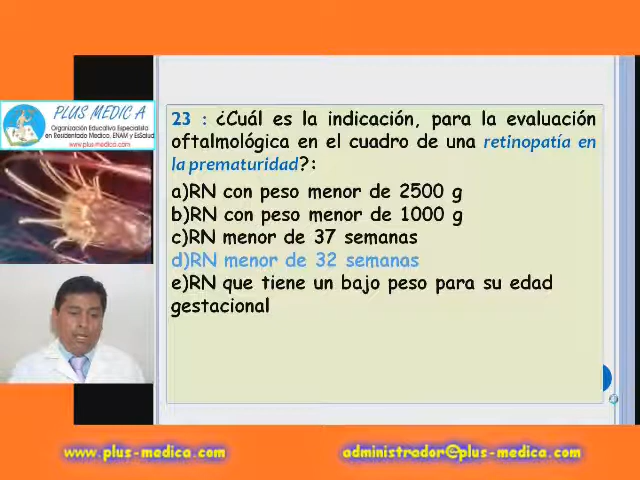 PLUS MEDIC A
Organización Educativa Especialista
en Residentado Medico, ENAM y EsSalud
www.plus-medica.com
23 : ¿Cuál es la indicación, para la evaluación
oftalmológica en el cuadro de una retinopatía en
la prematuridad?:
a)RN con peso menor de 2500 g
b)RN con peso menor de 1000 g
c)RN menor de 37 semanas
d)RN menor de 32 semanas
e)RN que tiene un bajo peso para su edad
gestacional
www.plus-medica.com
administrador@plus-medica.com